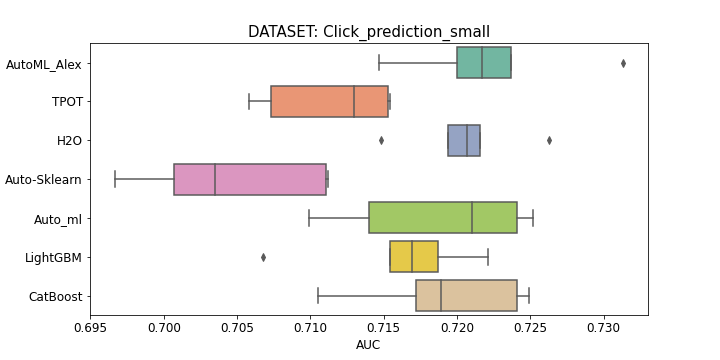 DATASET: Click_prediction_small
AutoML_Alex
TPOT
H2O
Auto-Sklearn
Auto_ml
LightGBM
CatBoost
0.695 0.700 0.705 0.710 0.715 0.720 0.725 0.730
AUC